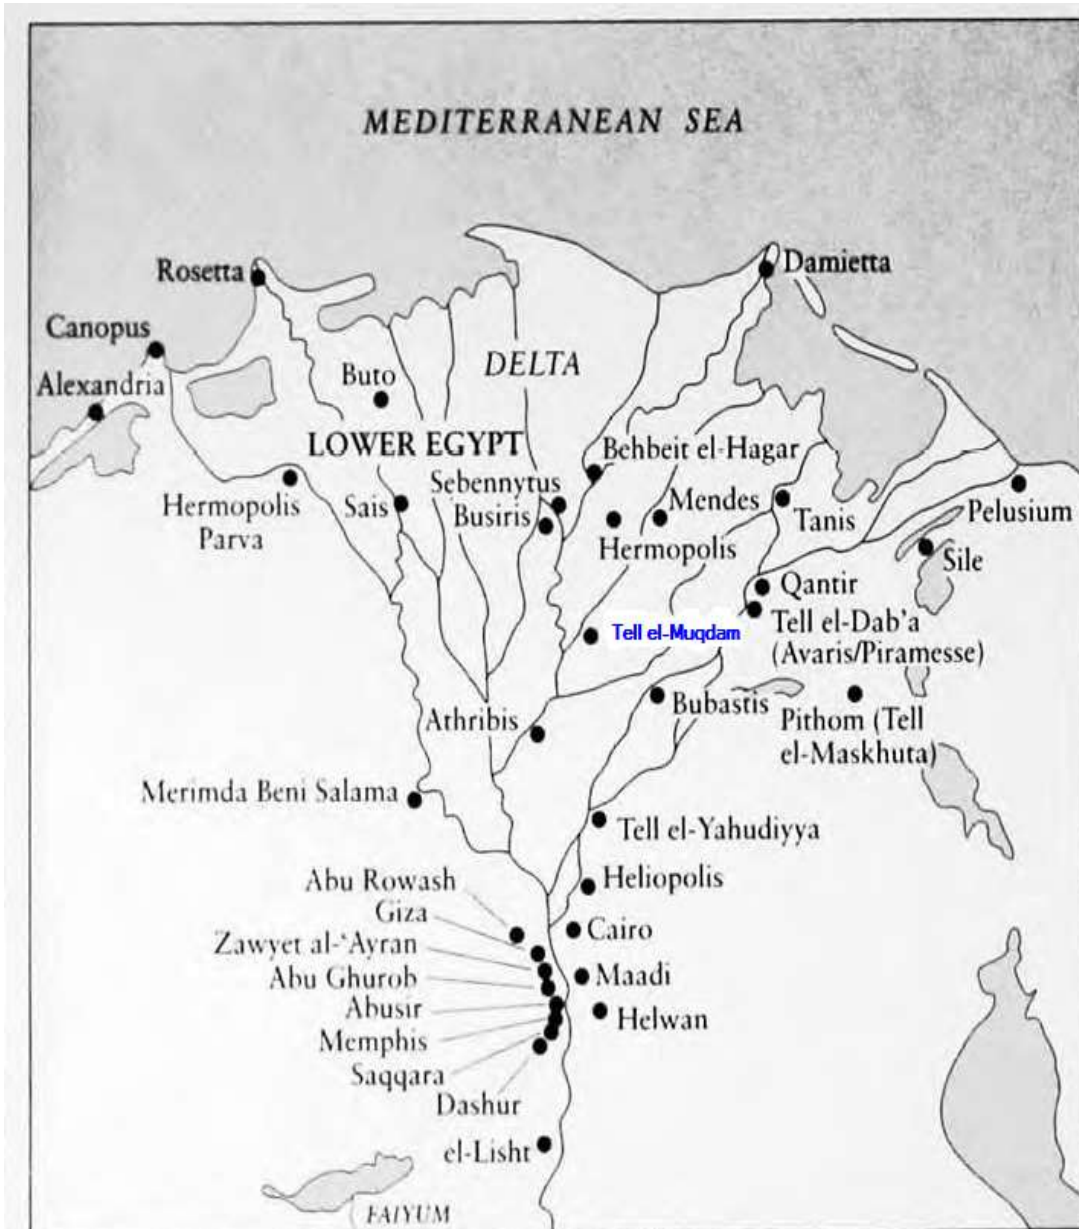 MEDITERRANEAN SEA
Rosetta
Damietta
Canopus
Alexandria
Buto
DELTA
LOWER EGYPT
Behbeit el-Hagar
Sebennytus
Hermopolis
Parva
Sais
Busiris
Mendes
Tanis
Pelusium
Hermopolis
Sile
Qantir
Tell el-Muqdam
Tell el-Dab'a
(Avaris/Piramesse)
Bubastis
Athribis
Pithom (Tell
el-Maskhuta)
Merimda Beni Salama
Tell el-Yahudiyya
Abu Rowash
Heliopolis
Giza
Cairo
Zawyet al-'Ayran
Abu Ghurob
Maadi
Abusir
Helwan
Memphis
Saqqara
Dashur
el-Lisht
FAIYUM